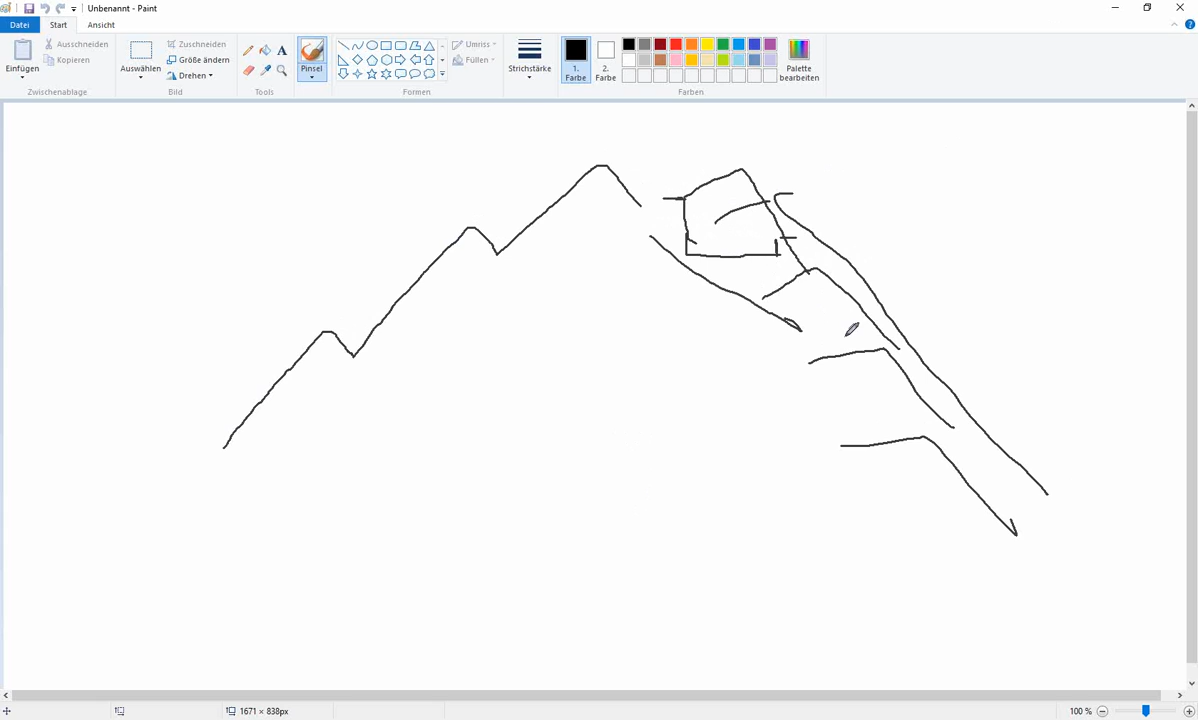 Unbenannt - Paint
Datei Start Ansicht
Einfügen
Ausschneiden
Kopieren
Zwischenablage
Auswählen
Zuschneiden
Größe ändern
Drehen
Bild
A
Tools
Pinsel
Umriss
Füllen
Formen
Strichstärke
1. Farbe
2. Farbe
Palette bearbeiten
Farben
1671 × 838px
100 %